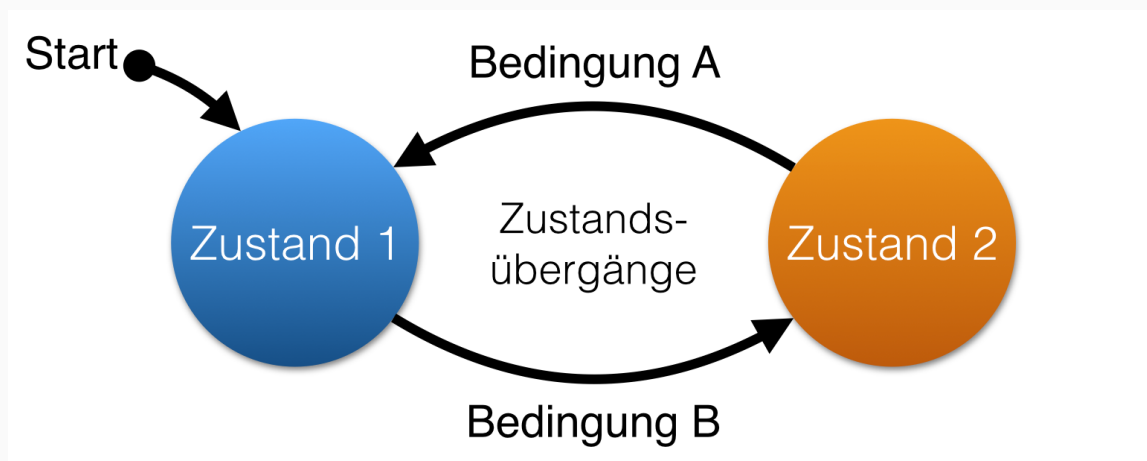 Start
Bedingung A
Zustand 1
Zustands-
übergänge
Zustand 2
Bedingung B